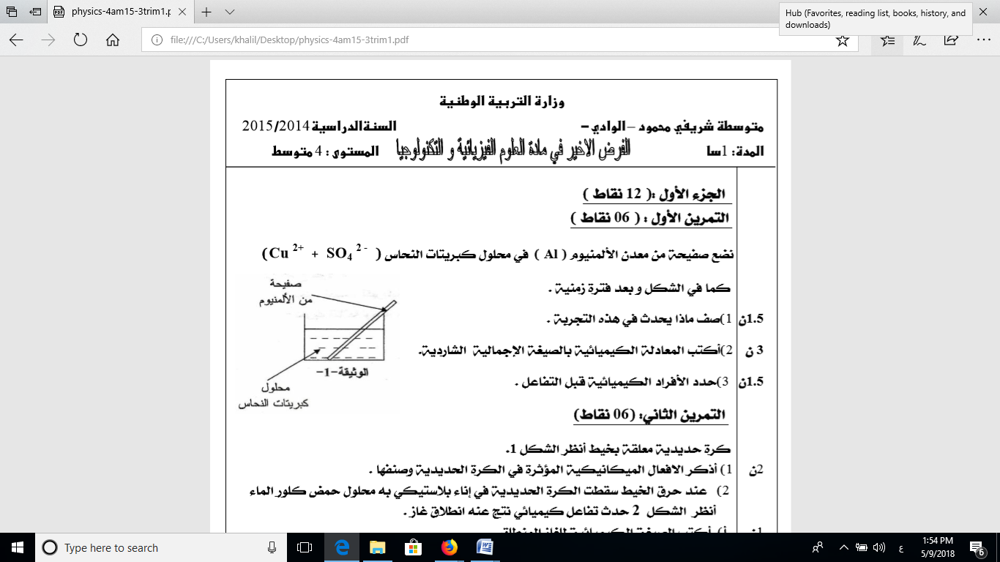 physics-4am15-3trim1.p
Hub (Favorites, reading list, books, history, and
downloads)
file:///C:/Users/khalil/Desktop/physics-4am15-3trim1.pdf
وزارة التربية الوطنية
متوسطة شريفي محمود – الوادي –
السنة الدراسية 2015/2014
المدة: 1سا
الفرض الاخير في مادة العلوم الفيزيائية و التكنولوجيا
المستوى : 4 متوسط
الجزء الأول :( 12 نقاط )
التمرين الأول : ( 06 نقاط )
نضع صفيحة من معدن الألمنيوم ( Al ) في محلول كبريتات النحاس ( Cu 2+ + SO4 2 - )
كما في الشكل و بعد فترة زمنية .
1.5ن 1)صف ماذا يحدث في هذه التجربة .
3 ن 2)أكتب المعادلة الكيميائية بالصيغة الإجمالية الشاردية.
1.5ن 3)حدد الأفراد الكيميائية قبل التفاعل .
صفيحة
من الألمنيوم
الوثيقة-1-
محلول
كبريتات النحاس
التمرين الثاني: (06 نقاط)
كرة حديدية معلقة بخيط أنظر الشكل 1.
2ن 1) أذكر الافعال الميكانيكية المؤثرة في الكرة الحديدية وصنفها .
2) عند حرق الخيط سقطت الكرة الحديدية في إناء بلاستيكي به محلول حمض كلور الماء
أنظر الشكل 2 حدث تفاعل كيميائي نتج عنه انطلاق غاز .
1ن أ) أكتب الصيغة الكيميائية للغاز المنطلق
Type here to search
ع
1:54 PM
5/9/2018
6